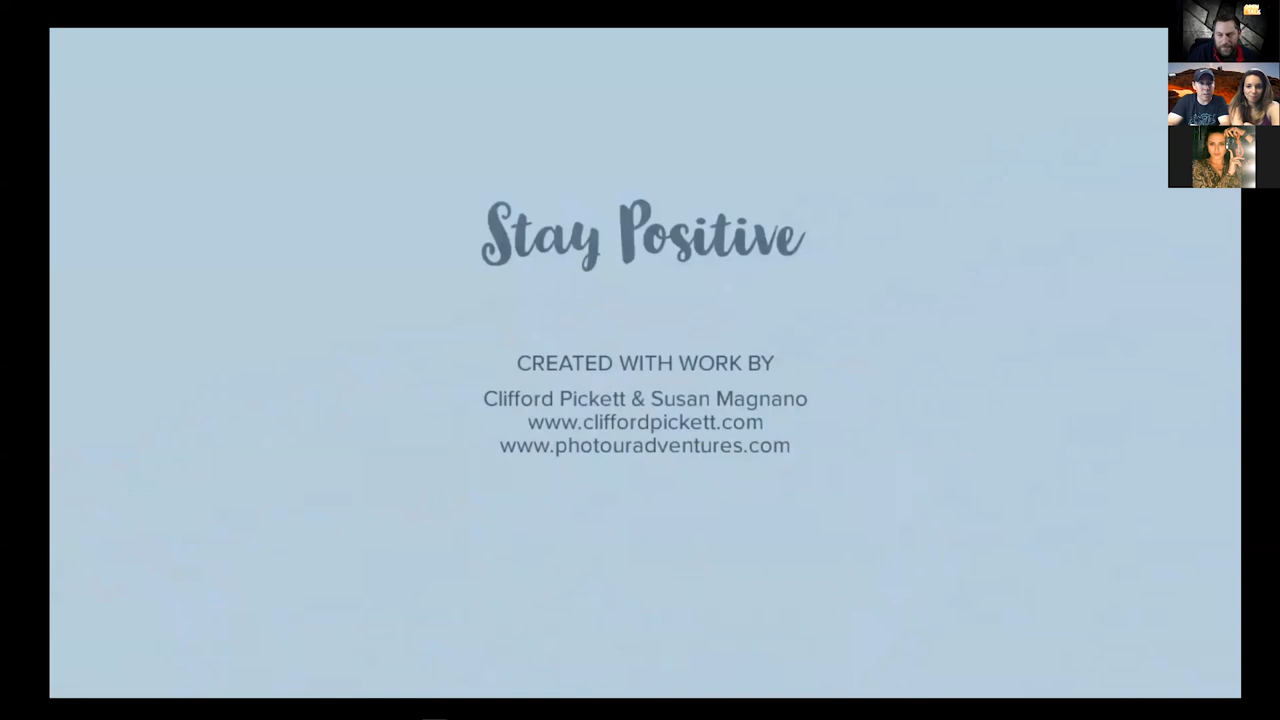 Stay Positive
CREATED WITH WORK BY
Clifford Pickett & Susan Magnano
www.cliffordpickett.com
www.photouradventures.com